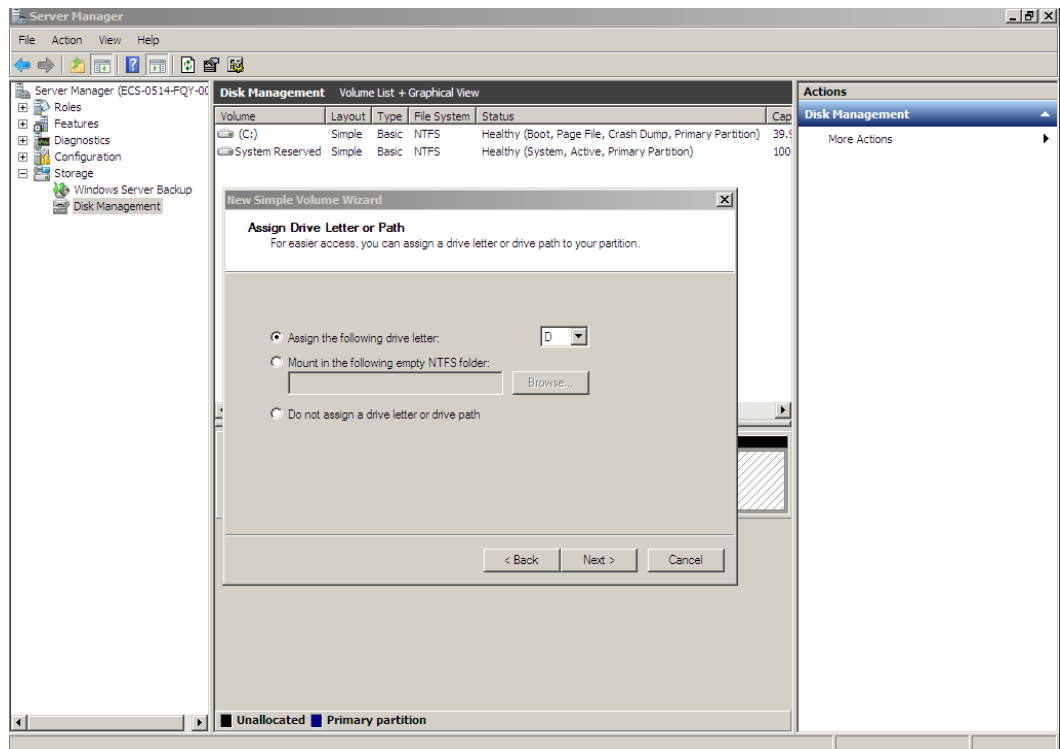 Server Manager
File Action View Help
Server Manager (ECS-0514-FQY-00
Roles
Features
Diagnostics
Configuration
Storage
Windows Server Backup
Disk Management
Disk Management Volume List + Graphical View
Volume Layout Type File System Status Cap
(C:) Simple Basic NTFS Healthy (Boot, Page File, Crash Dump, Primary Partition) 39.9
System Reserved Simple Basic NTFS Healthy (System, Active, Primary Partition) 100
New Simple Volume Wizard
Assign Drive Letter or Path
For easier access, you can assign a drive letter or drive path to your partition.
Assign the following drive letter: D
Mount in the following empty NTFS folder:
Browse...
Do not assign a drive letter or drive path
< Back Next > Cancel
Unallocated Primary partition
Actions
Disk Management
More Actions